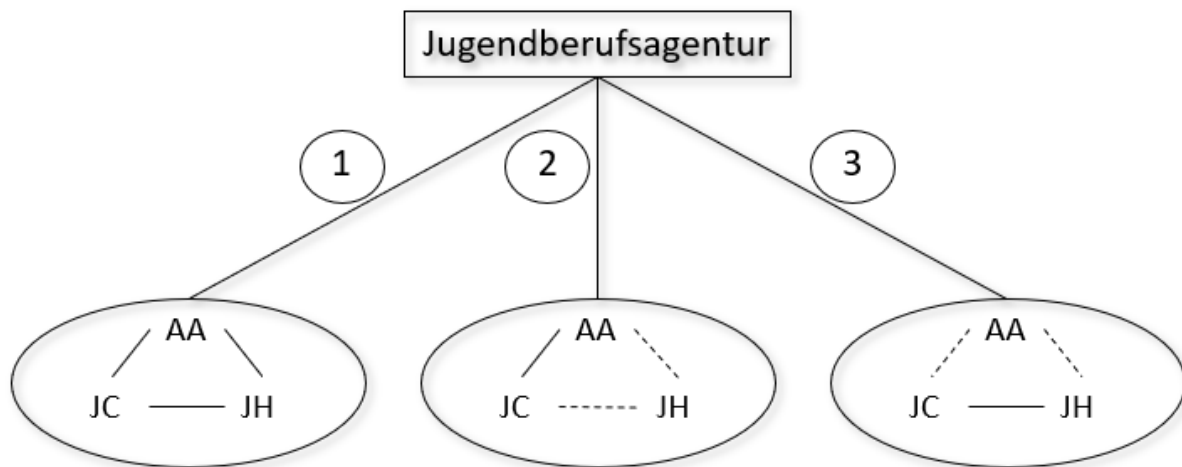 Jugendberufsagentur
1 2 3
AA AA AA
JC JH JC JH JC JH